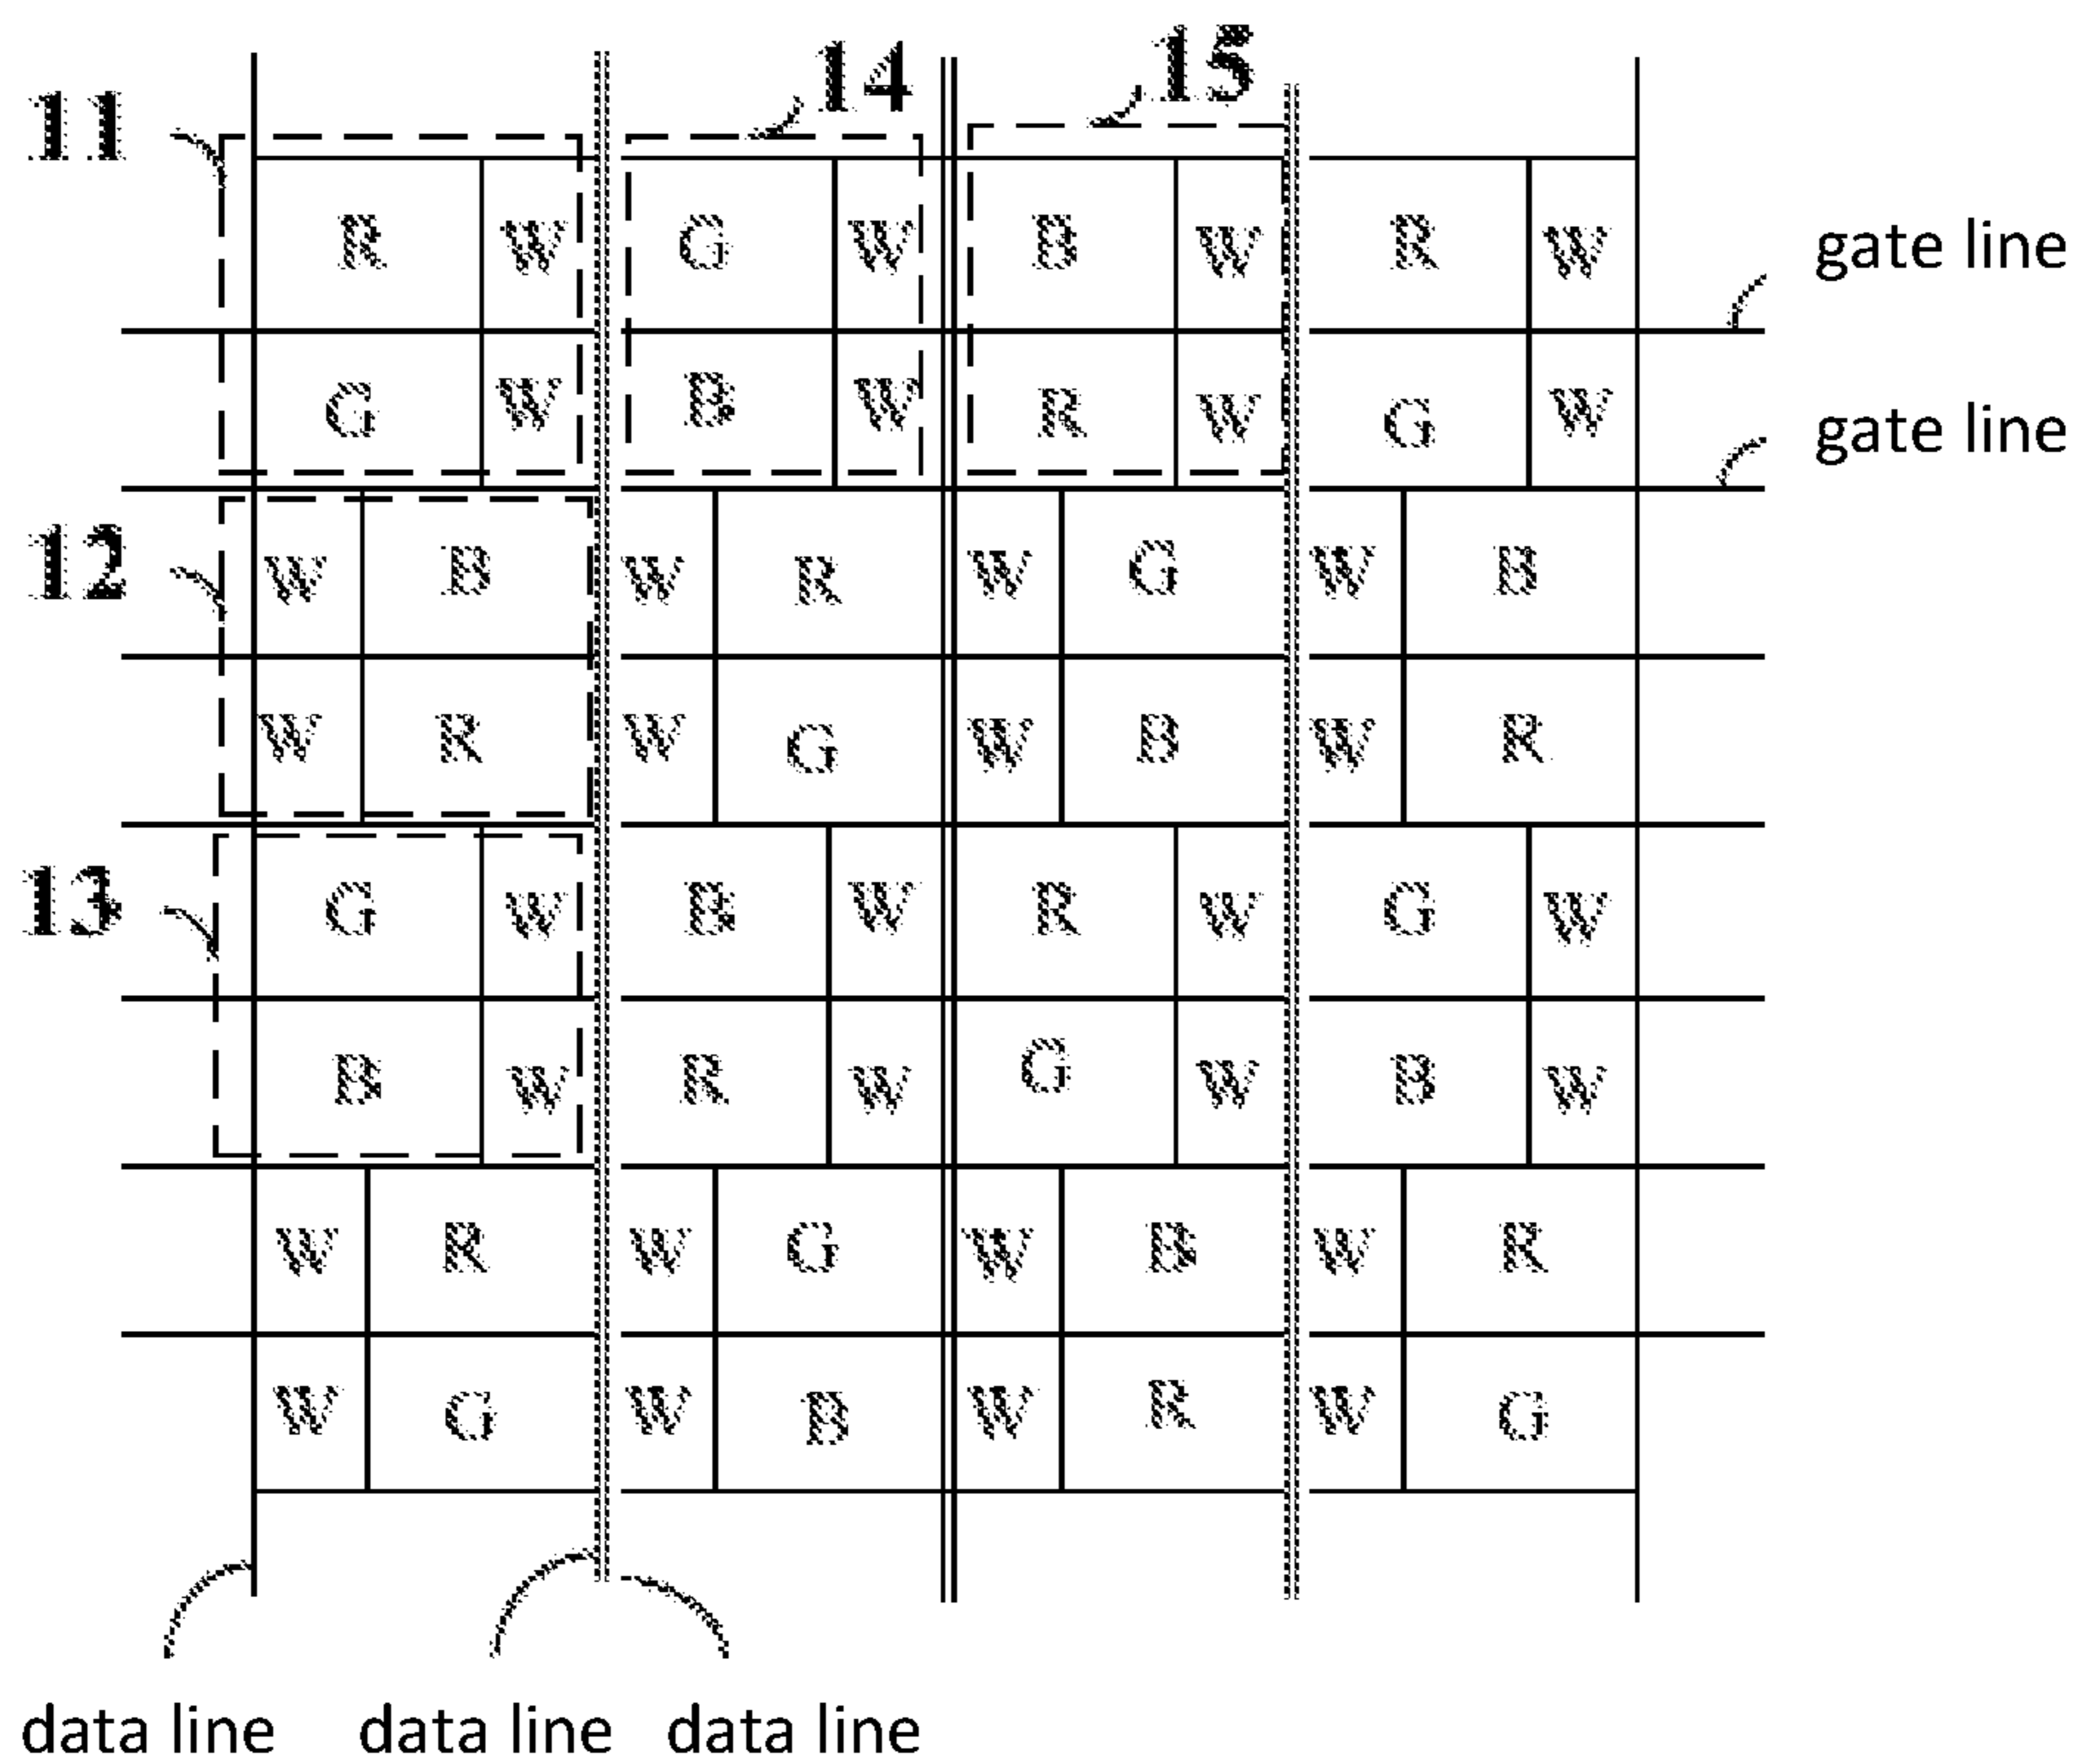 14 15
11
R W G W B W R W
gate line
G W B W R W G W
gate line
12
W B W R W G W B
W R W G W B W R
13
G W B W R W G W
B W R W G W B W
W R W G W B W R
W G W B W R W G
data line data line data line